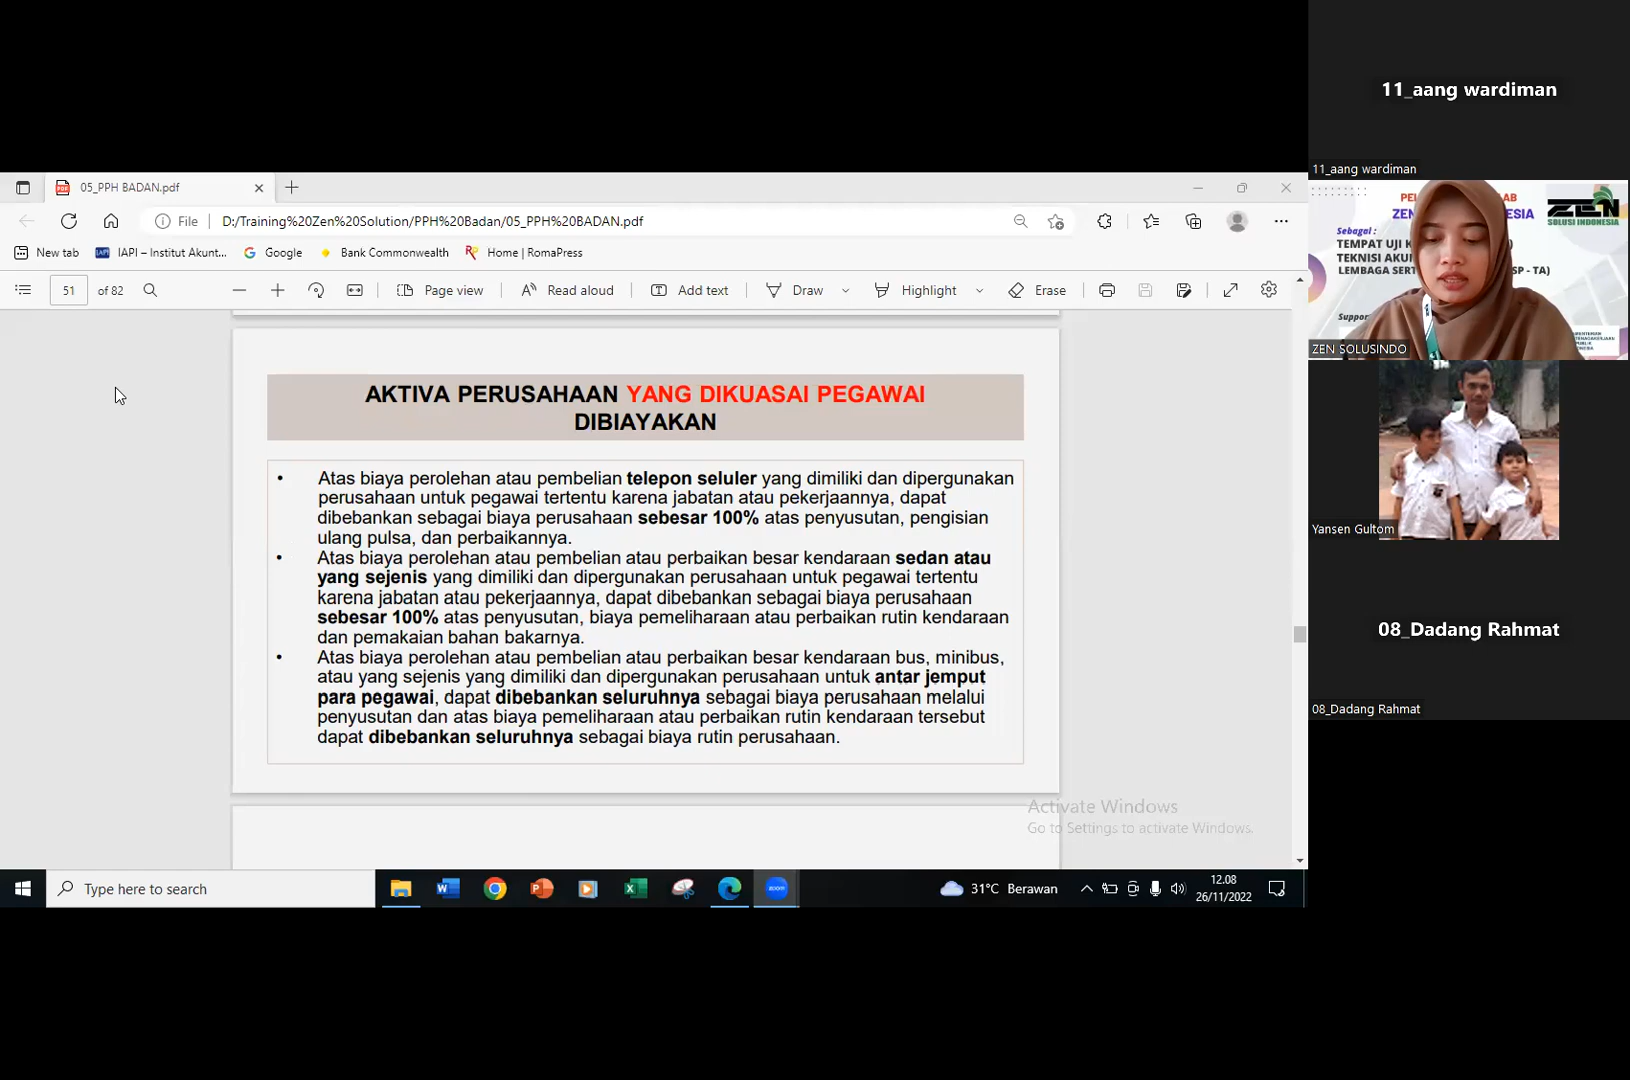 11_aang wardiman
11_aang wardiman
05_PPH BADAN.pdf
File
D:/Training%20Zen%20Solution/PPH%20Badan/05_PPH%20BADAN.pdf
New tab
IAPI – Institut Akunt...
Google
Bank Commonwealth
Home | RomaPress
51
of 82
Page view
Read aloud
Add text
Draw
Highlight
Erase
AKTIVA PERUSAHAAN YANG DIKUASAI PEGAWAI
DIBIAYAKAN
• Atas biaya perolehan atau pembelian telepon seluler yang dimiliki dan dipergunakan
perusahaan untuk pegawai tertentu karena jabatan atau pekerjaannya, dapat
dibebankan sebagai biaya perusahaan sebesar 100% atas penyusutan, pengisian
ulang pulsa, dan perbaikannya.
• Atas biaya perolehan atau pembelian atau perbaikan besar kendaraan sedan atau
yang sejenis yang dimiliki dan dipergunakan perusahaan untuk pegawai tertentu
karena jabatan atau pekerjaannya, dapat dibebankan sebagai biaya perusahaan
sebesar 100% atas penyusutan, biaya pemeliharaan atau perbaikan rutin kendaraan
dan pemakaian bahan bakarnya.
• Atas biaya perolehan atau pembelian atau perbaikan besar kendaraan bus, minibus,
atau yang sejenis yang dimiliki dan dipergunakan perusahaan untuk antar jemput
para pegawai, dapat dibebankan seluruhnya sebagai biaya perusahaan melalui
penyusutan dan atas biaya pemeliharaan atau perbaikan rutin kendaraan tersebut
dapat dibebankan seluruhnya sebagai biaya rutin perusahaan.
Activate Windows
Go to Settings to activate Windows.
Type here to search
31°C Berawan
12.08
26/11/2022
ZEN
SOLUSI INDONESIA
Sebagai :
TEMPAT UJI
LEMBAGA
SP - TA)
ZEN SOLUSINDO
Yansen Gultom
08_Dadang Rahmat
08_Dadang Rahmat